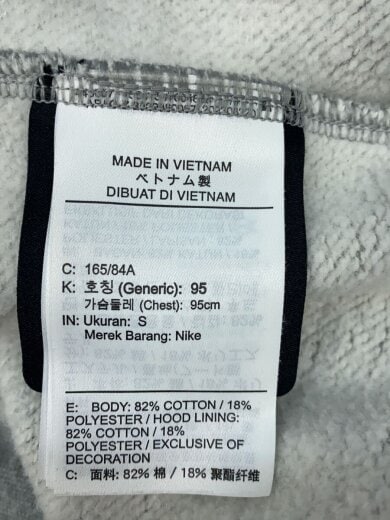 MADE IN VIETNAM
ベトナム製
DIBUAT DI VIETNAM
C: 165/84A
K: 호칭 (Generic): 95
가슴둘레 (Chest): 95cm
IN: Ukuran: S
Merek Barang: Nike
E: BODY: 82% COTTON / 18%
POLYESTER / HOOD LINING:
82% COTTON / 18%
POLYESTER / EXCLUSIVE OF
DECORATION
C: 面料: 82% 棉 / 18% 聚酯纤维